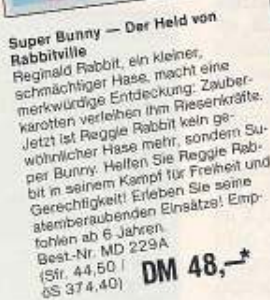 Super Bunny — Der Held von
Rabbitville
Reginald Rabbit, ein kleiner,
schmächtiger Hase, macht eine
merkwürdige Entdeckung: Zauber-
karotten verleihen ihm Riesenkräfte.
Jetzt ist Reggie Rabbit kein ge-
wöhnlicher Hase mehr, sondern Su-
per Bunny. Helfen Sie Reggie Rab-
bit in seinem Kampf für Freiheit und
Gerechtigkeit! Erleben Sie seine
atemberaubenden Einsätze! Emp-
fohlen ab 6 Jahren.
Best.-Nr. MD 229A
(Sfr. 44,50 /
öS 374,40) DM 48,—*